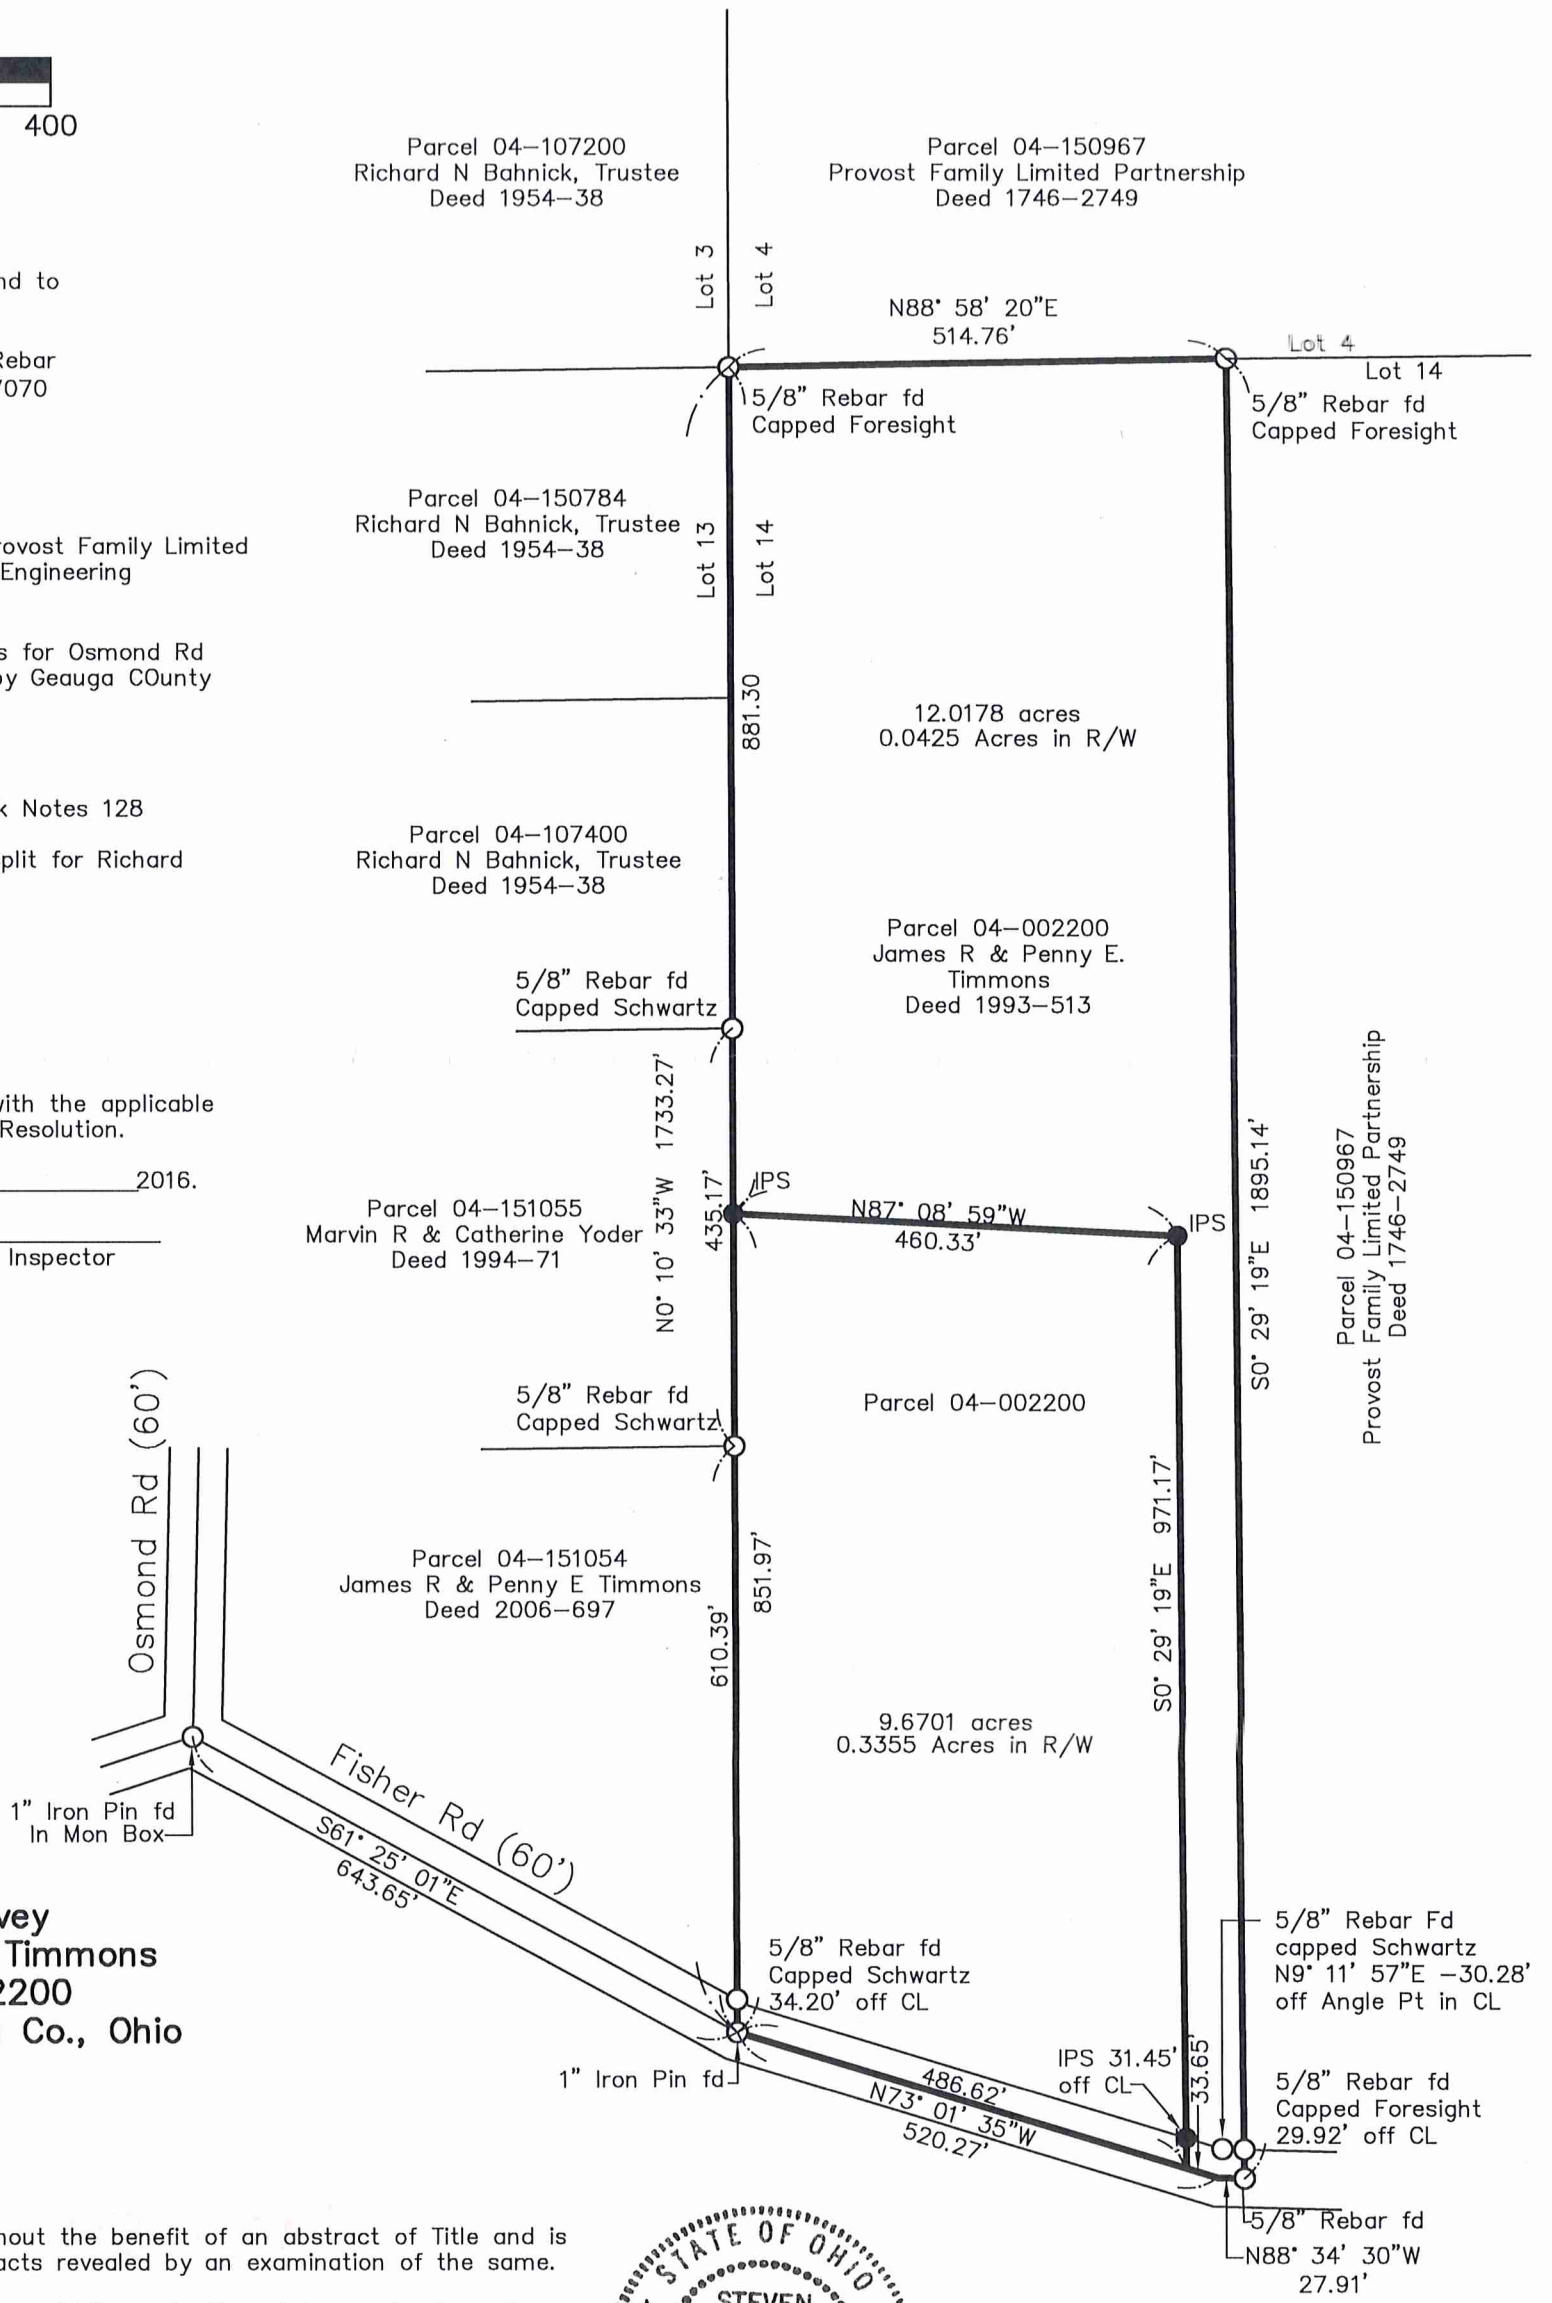 400
Parcel 04-107200
Richard N Bahnick, Trustee
Deed 1954-38
Parcel 04-150967
Provost Family Limited Partnership
Deed 1746-2749
nd to
Rebar
7070
Lot 3
Lot 4
N88° 58' 20"E
514.76'
Lot 4
Lot 14
5/8" Rebar fd
Capped Foresight
5/8" Rebar fd
Capped Foresight
Parcel 04-150784
Richard N Bahnick, Trustee
Deed 1954-38
Lot 13
Lot 14
rovost Family Limited
Engineering
s for Osmond Rd
by Geauga COunty
881.30
12.0178 acres
0.0425 Acres in R/W
k Notes 128
plit for Richard
Parcel 04-107400
Richard N Bahnick, Trustee
Deed 1954-38
Parcel 04-002200
James R & Penny E.
Timmons
Deed 1993-513
5/8" Rebar fd
Capped Schwartz
with the applicable
Resolution.
2016.
Inspector
N0° 10' 33"W 1733.27'
435.17'
IPS
N87° 08' 59"W
460.33'
IPS
Parcel 04-151055
Marvin R & Catherine Yoder
Deed 1994-71
S0° 29' 19"E 1895.14'
Parcel 04-150967
Provost Family Limited Partnership
Deed 1746-2749
5/8" Rebar fd
Capped Schwartz
Parcel 04-002200
Osmond Rd (60')
Parcel 04-151054
James R & Penny E Timmons
Deed 2006-697
610.39'
851.97'
S0° 29' 19"E 971.17'
9.6701 acres
0.3355 Acres in R/W
1" Iron Pin fd
In Mon Box
Fisher Rd (60')
S61° 25' 01"E
643.65'
vey
Timmons
2200
Co., Ohio
5/8" Rebar fd
Capped Schwartz
34.20' off CL
5/8" Rebar Fd
capped Schwartz
N9° 11' 57"E -30.28'
off Angle Pt in CL
1" Iron Pin fd
IPS 31.45'
off CL
33.65'
486.62'
N73° 01' 35"W
520.27'
5/8" Rebar fd
Capped Foresight
29.92' off CL
5/8" Rebar fd
N88° 34' 30"W
27.91'
hout the benefit of an abstract of Title and is
acts revealed by an examination of the same.
STATE OF OHIO
STEVEN